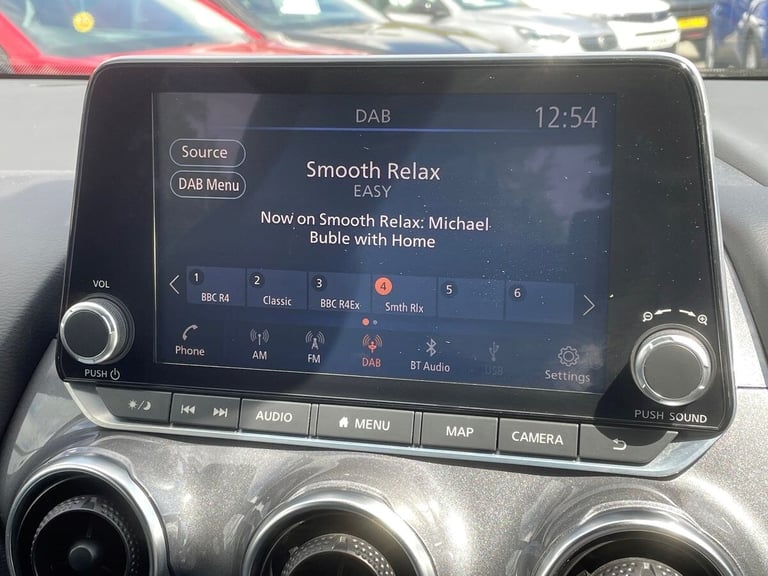 DAB
12:54
Source
DAB Menu
Smooth Relax
EASY
Now on Smooth Relax: Michael
Buble with Home
1 BBC R4
2 Classic
3 BBC R4Ex
4 Smth Rlx
5
6
Phone
AM
FM
DAB
BT Audio
USB
Settings
VOL
PUSH
PUSH SOUND
AUDIO
MENU
MAP
CAMERA